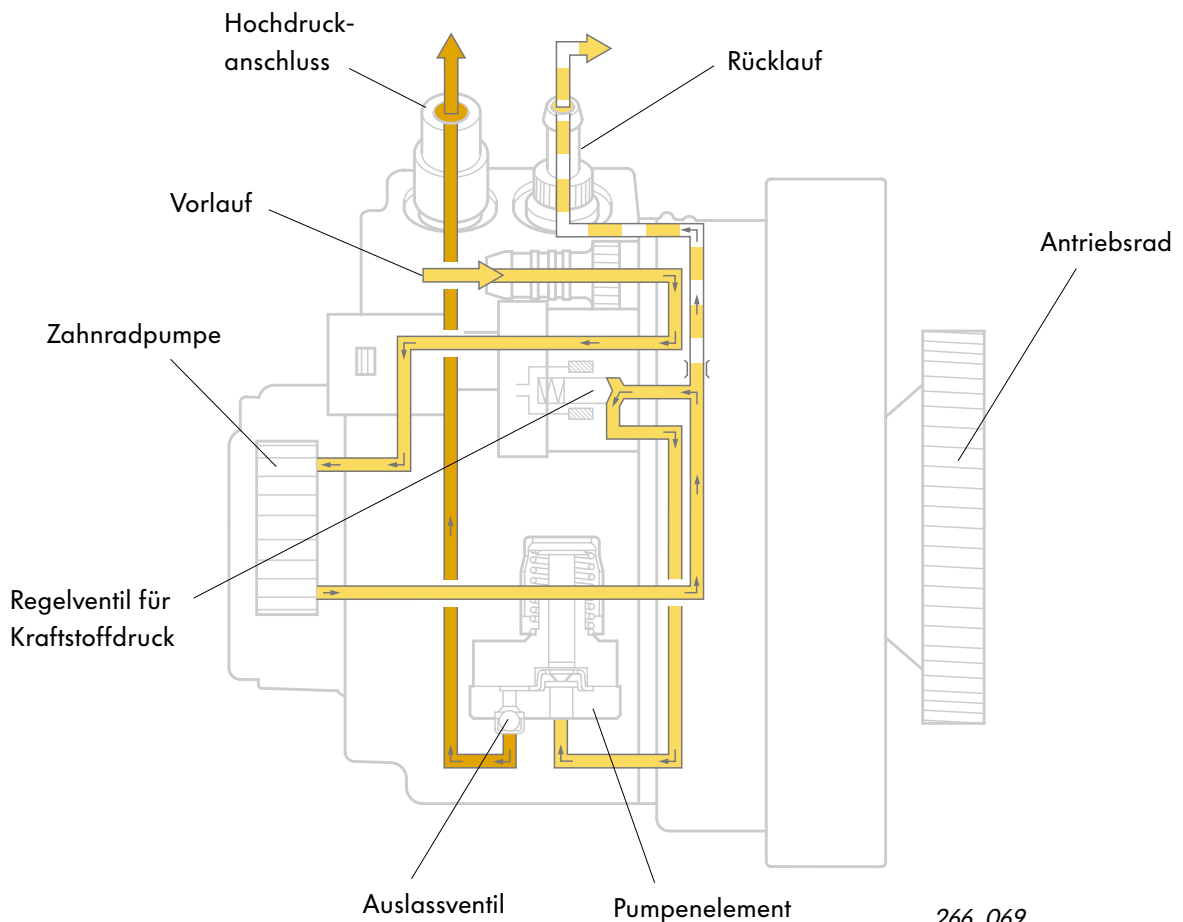 Hochdruck-
anschluss
Rücklauf
Vorlauf
Antriebsrad
Zahnradpumpe
Regelventil für
Kraftstoffdruck
Auslassventil
Pumpenelement
266_069